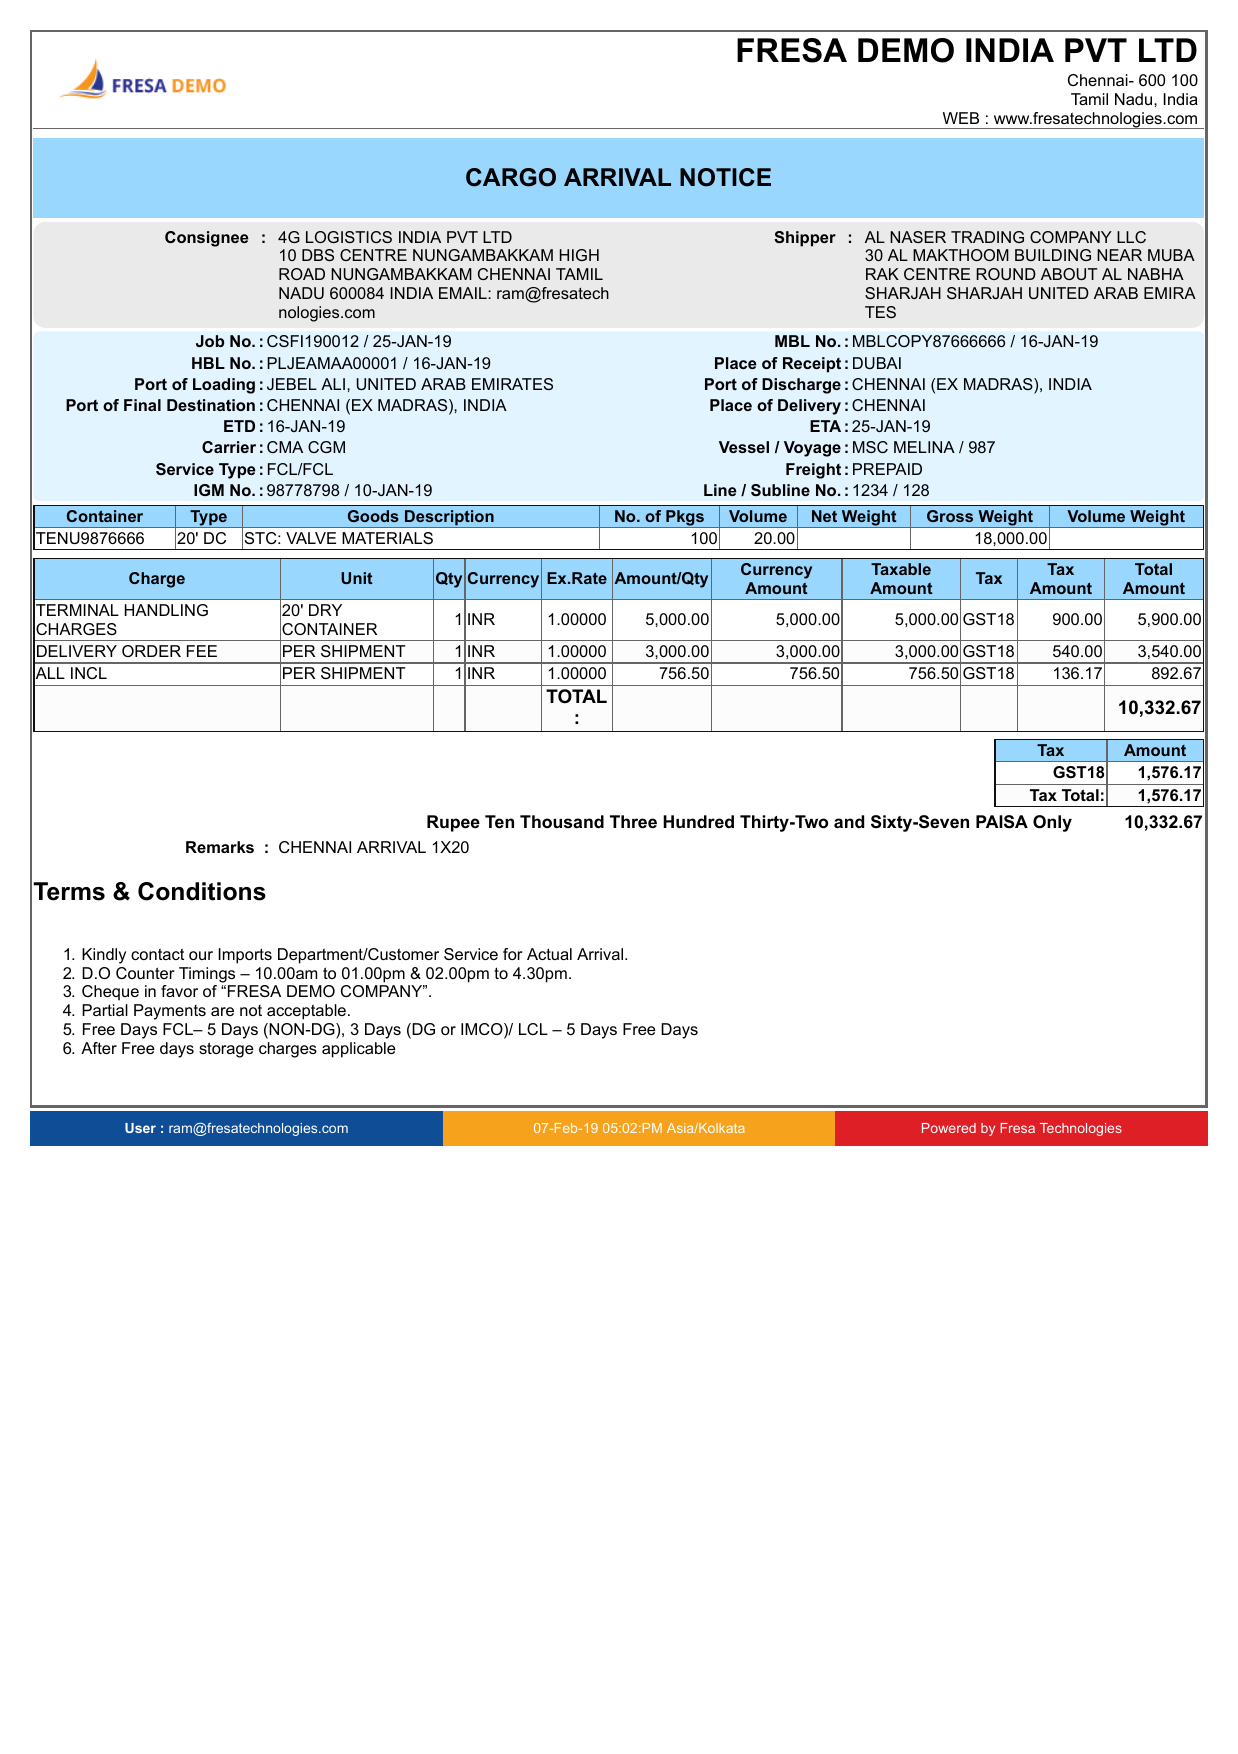 FRESA DEMO
FRESA DEMO INDIA PVT LTD
Chennai- 600 100
Tamil Nadu, India
WEB : www.fresatechnologies.com
CARGO ARRIVAL NOTICE
Consignee : 4G LOGISTICS INDIA PVT LTD
10 DBS CENTRE NUNGAMBAKKAM HIGH
ROAD NUNGAMBAKKAM CHENNAI TAMIL
NADU 600084 INDIA EMAIL: ram@fresatech
nologies.com
Shipper : AL NASER TRADING COMPANY LLC
30 AL MAKTHOOM BUILDING NEAR MUBA
RAK CENTRE ROUND ABOUT AL NABHA
SHARJAH SHARJAH UNITED ARAB EMIRA
TES
Job No. : CSFI190012 / 25-JAN-19 MBL No. : MBLCOPY87666666 / 16-JAN-19
HBL No. : PLJEAMAA00001 / 16-JAN-19 Place of Receipt : DUBAI
Port of Loading : JEBEL ALI, UNITED ARAB EMIRATES Port of Discharge : CHENNAI (EX MADRAS), INDIA
Port of Final Destination : CHENNAI (EX MADRAS), INDIA Place of Delivery : CHENNAI
ETD : 16-JAN-19 ETA : 25-JAN-19
Carrier : CMA CGM Vessel / Voyage : MSC MELINA / 987
Service Type : FCL/FCL Freight : PREPAID
IGM No. : 98778798 / 10-JAN-19 Line / Subline No. : 1234 / 128
Container Type Goods Description No. of Pkgs Volume Net Weight Gross Weight Volume Weight
TENU9876666 20' DC STC: VALVE MATERIALS 100 20.00 18,000.00
Charge Unit Qty Currency Ex.Rate Amount/Qty Currency Amount Taxable Amount Tax Tax Amount Total Amount
TERMINAL HANDLING CHARGES 20' DRY CONTAINER 1 INR 1.00000 5,000.00 5,000.00 5,000.00 GST18 900.00 5,900.00
DELIVERY ORDER FEE PER SHIPMENT 1 INR 1.00000 3,000.00 3,000.00 3,000.00 GST18 540.00 3,540.00
ALL INCL PER SHIPMENT 1 INR 1.00000 756.50 756.50 756.50 GST18 136.17 892.67
TOTAL : 10,332.67
Tax Amount
GST18 1,576.17
Tax Total: 1,576.17
Rupee Ten Thousand Three Hundred Thirty-Two and Sixty-Seven PAISA Only 10,332.67
Remarks : CHENNAI ARRIVAL 1X20
Terms & Conditions
1. Kindly contact our Imports Department/Customer Service for Actual Arrival.
2. D.O Counter Timings – 10.00am to 01.00pm & 02.00pm to 4.30pm.
3. Cheque in favor of “FRESA DEMO COMPANY”.
4. Partial Payments are not acceptable.
5. Free Days FCL– 5 Days (NON-DG), 3 Days (DG or IMCO)/ LCL – 5 Days Free Days
6. After Free days storage charges applicable
User : ram@fresatechnologies.com 07-Feb-19 05:02:PM Asia/Kolkata Powered by Fresa Technologies